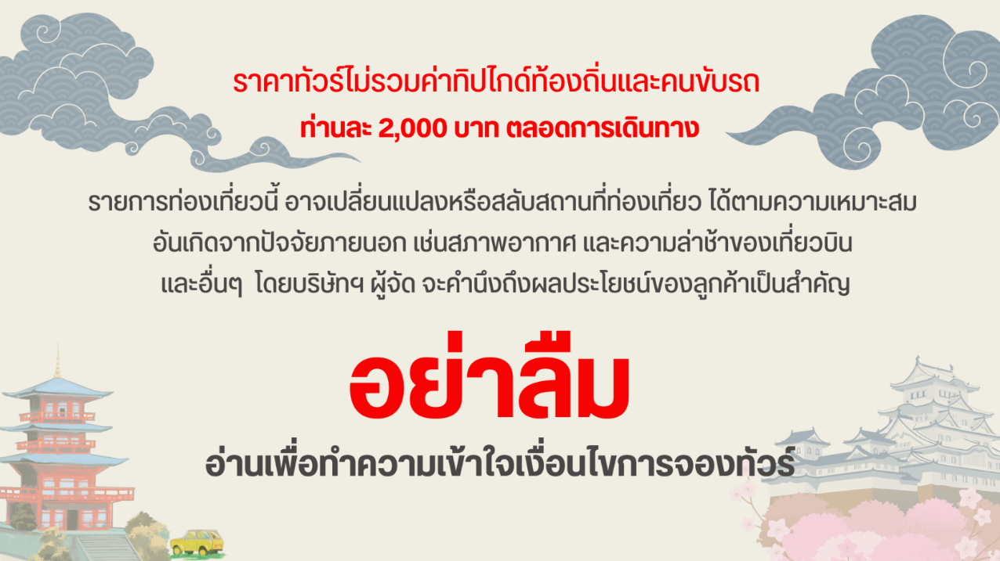 ราคาทัวร์ไม่รวมค่าทิปไกด์ท้องถิ่นและคนขับรถ
ท่านละ 2,000 บาท ตลอดการเดินทาง
รายการท่องเที่ยวนี้ อาจเปลี่ยนแปลงหรือสลับสถานที่ท่องเที่ยว ได้ตามความเหมาะสม
อันเกิดจากปัจจัยภายนอก เช่นสภาพอากาศ และความล่าช้าของเที่ยวบิน
และอื่นๆ โดยบริษัทฯ ผู้จัด จะคำนึงถึงผลประโยชน์ของลูกค้าเป็นสำคัญ
อย่าลืม
อ่านเพื่อทำความเข้าใจเงื่อนไขการจองทัวร์